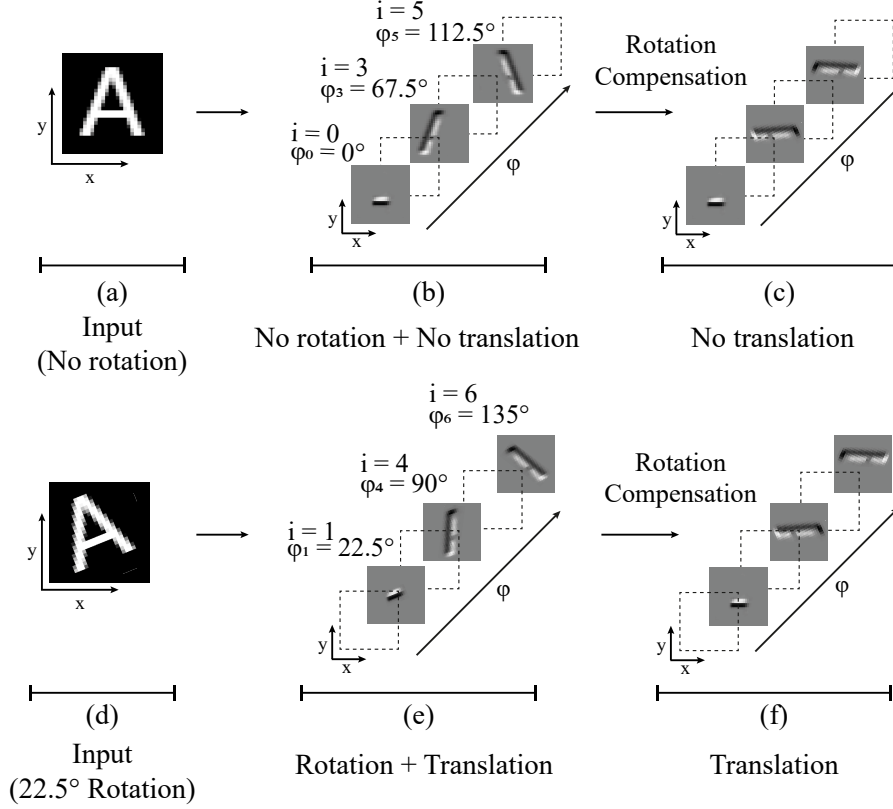 y
x
(a)
Input
(No rotation)
i = 5
φ₅ = 112.5°
i = 3
φ₃ = 67.5°
i = 0
φ₀ = 0°
φ
y
x
(b)
No rotation + No translation
Rotation
Compensation
φ
y
x
(c)
No translation
y
x
(d)
Input
(22.5° Rotation)
i = 6
φ₆ = 135°
i = 4
φ₄ = 90°
i = 1
φ₁ = 22.5°
φ
y
x
(e)
Rotation + Translation
Rotation
Compensation
φ
y
x
(f)
Translation